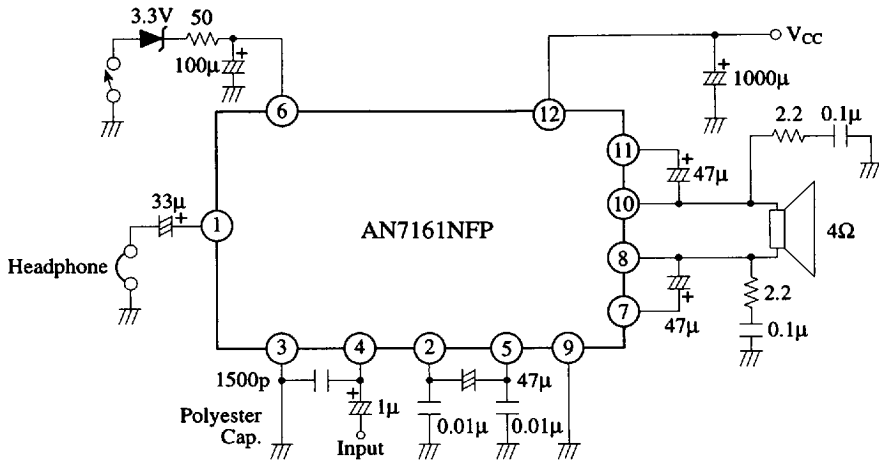 3.3V
50
100μ
+
6
12
VCC
+
1000μ
2.2
0.1μ
11
+
47μ
10
33μ
+
1
AN7161NFP
4Ω
Headphone
8
7
+
47μ
2.2
0.1μ
3
4
2
5
9
1500p
+
1μ
47μ
Polyester
Cap.
Input
0.01μ
0.01μ